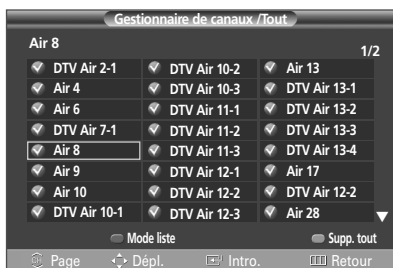 Gestionnaire de canaux /Tout
Air 8
1/2
DTV Air 2-1 DTV Air 10-2 Air 13
Air 4 DTV Air 10-3 DTV Air 13-1
Air 6 DTV Air 11-1 DTV Air 13-2
DTV Air 7-1 DTV Air 11-2 DTV Air 13-3
Air 8 DTV Air 11-3 DTV Air 13-4
Air 9 DTV Air 12-1 Air 17
Air 10 DTV Air 12-2 DTV Air 12-2
DTV Air 10-1 DTV Air 12-3 Air 28
Mode liste Supp. tout
Page Dépl. Intro. Retour